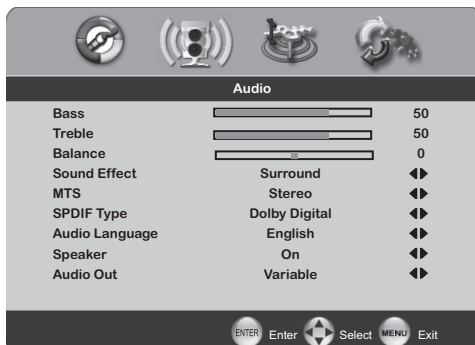 Audio
Bass 50
Treble 50
Balance 0
Sound Effect Surround
MTS Stereo
SPDIF Type Dolby Digital
Audio Language English
Speaker On
Audio Out Variable
ENTER Enter Select MENU Exit